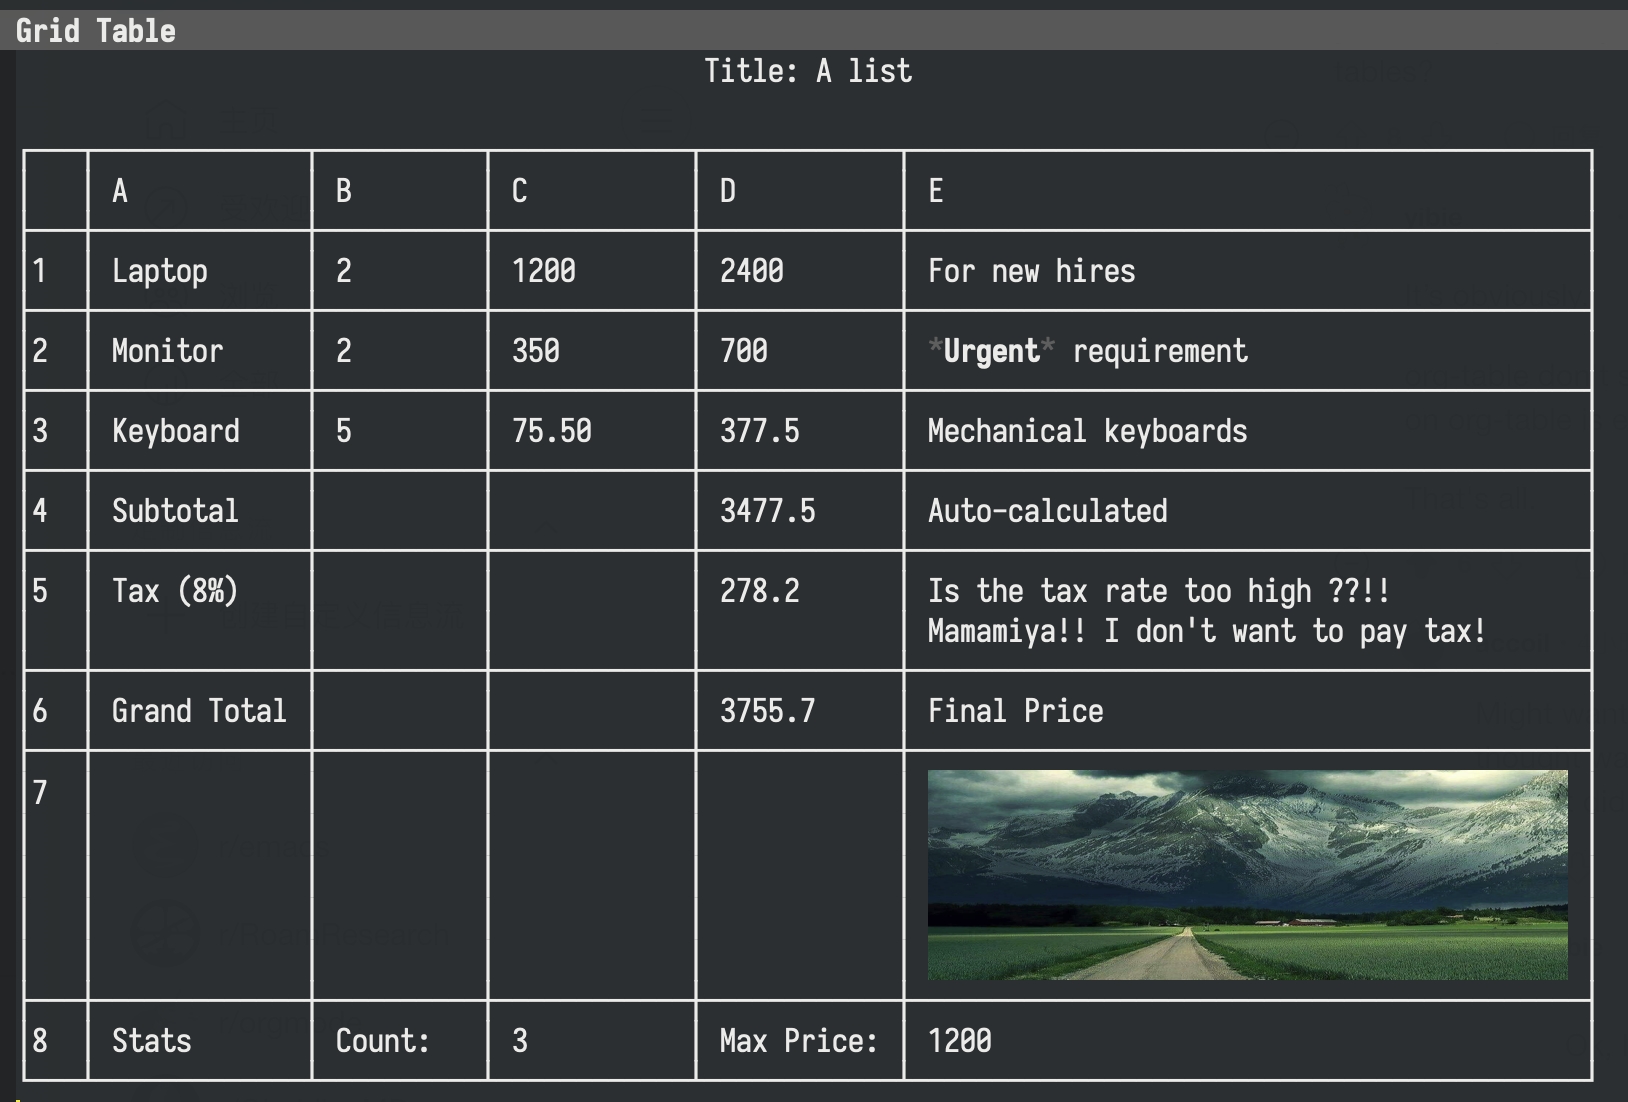 Grid Table
Title: A list
A B C D E
1 Laptop 2 1200 2400 For new hires
2 Monitor 2 350 700 *Urgent* requirement
3 Keyboard 5 75.50 377.5 Mechanical keyboards
4 Subtotal 3477.5 Auto-calculated
5 Tax (8%) 278.2 Is the tax rate too high ??!!
Mamamiya!! I don't want to pay tax!
6 Grand Total 3755.7 Final Price
7
8 Stats Count: 3 Max Price: 1200